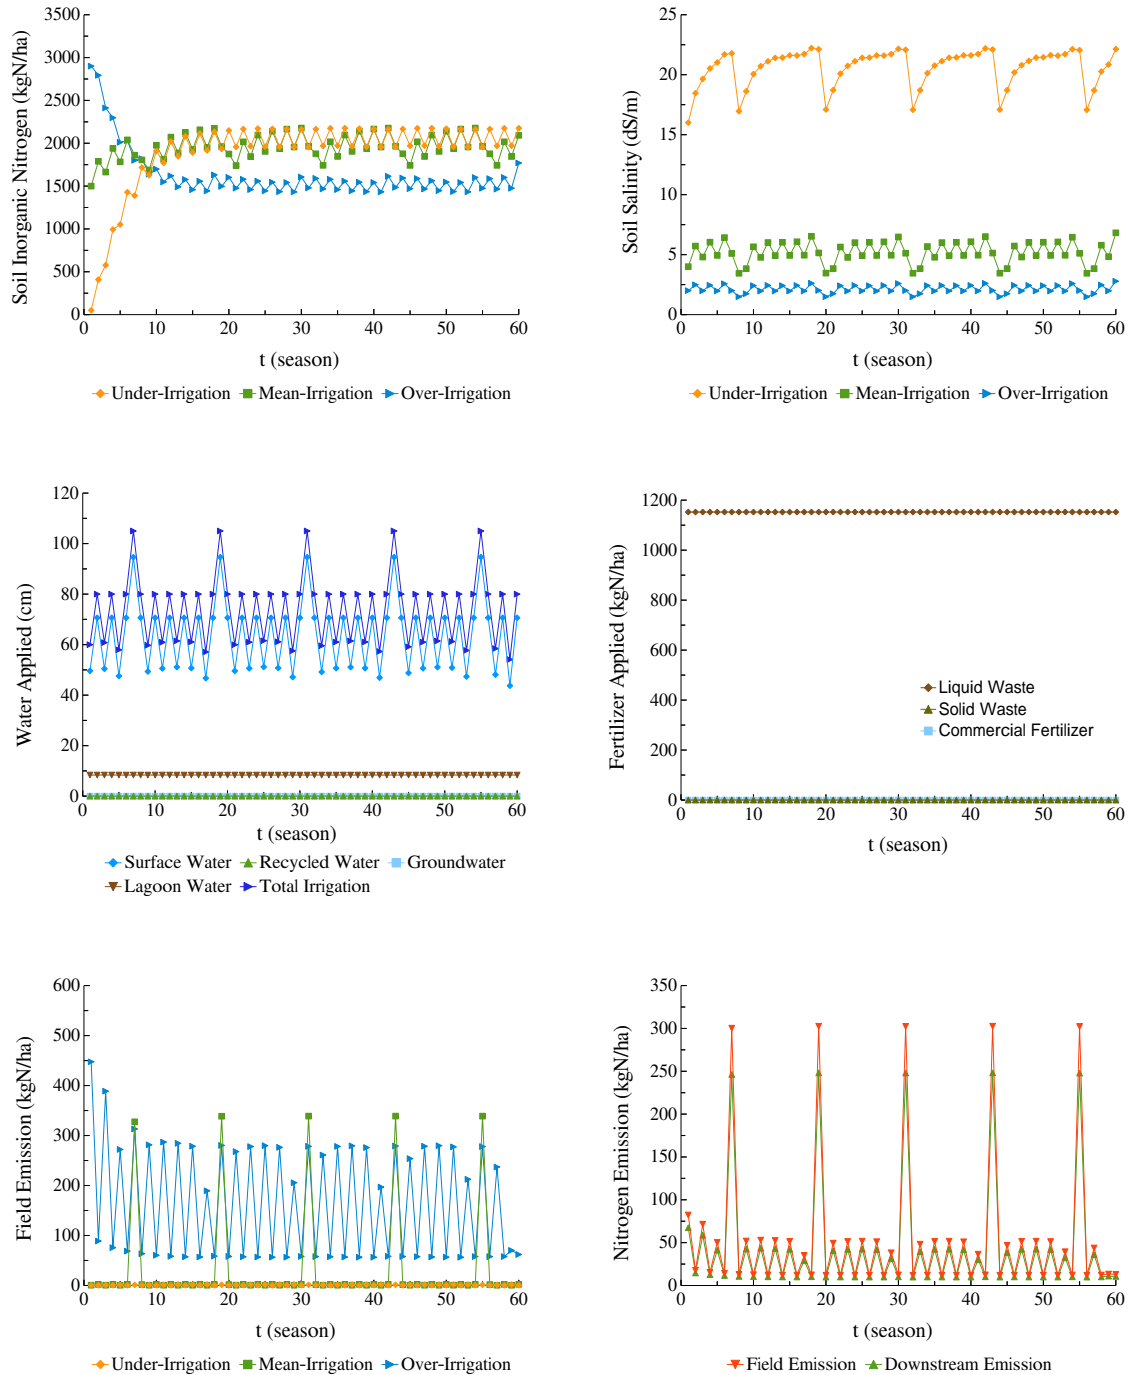 Soil Inorganic Nitrogen (kgN/ha)
3500
3000
2500
2000
1500
1000
500
0
0 10 20 30 40 50 60
t (season)
Under-Irrigation Mean-Irrigation Over-Irrigation
Soil Salinity (dS/m)
25
20
15
10
5
0
0 10 20 30 40 50 60
t (season)
Under-Irrigation Mean-Irrigation Over-Irrigation
Water Applied (cm)
120
100
80
60
40
20
0
0 10 20 30 40 50 60
t (season)
Surface Water Recycled Water Groundwater
Lagoon Water Total Irrigation
Fertilizer Applied (kgN/ha)
1200
1000
800
600
400
200
0
Liquid Waste
Solid Waste
Commercial Fertilizer
0 10 20 30 40 50 60
t (season)
Field Emission (kgN/ha)
600
500
400
300
200
100
0
0 10 20 30 40 50 60
t (season)
Under-Irrigation Mean-Irrigation Over-Irrigation
Nitrogen Emission (kgN/ha)
350
300
250
200
150
100
50
0
0 10 20 30 40 50 60
t (season)
Field Emission Downstream Emission